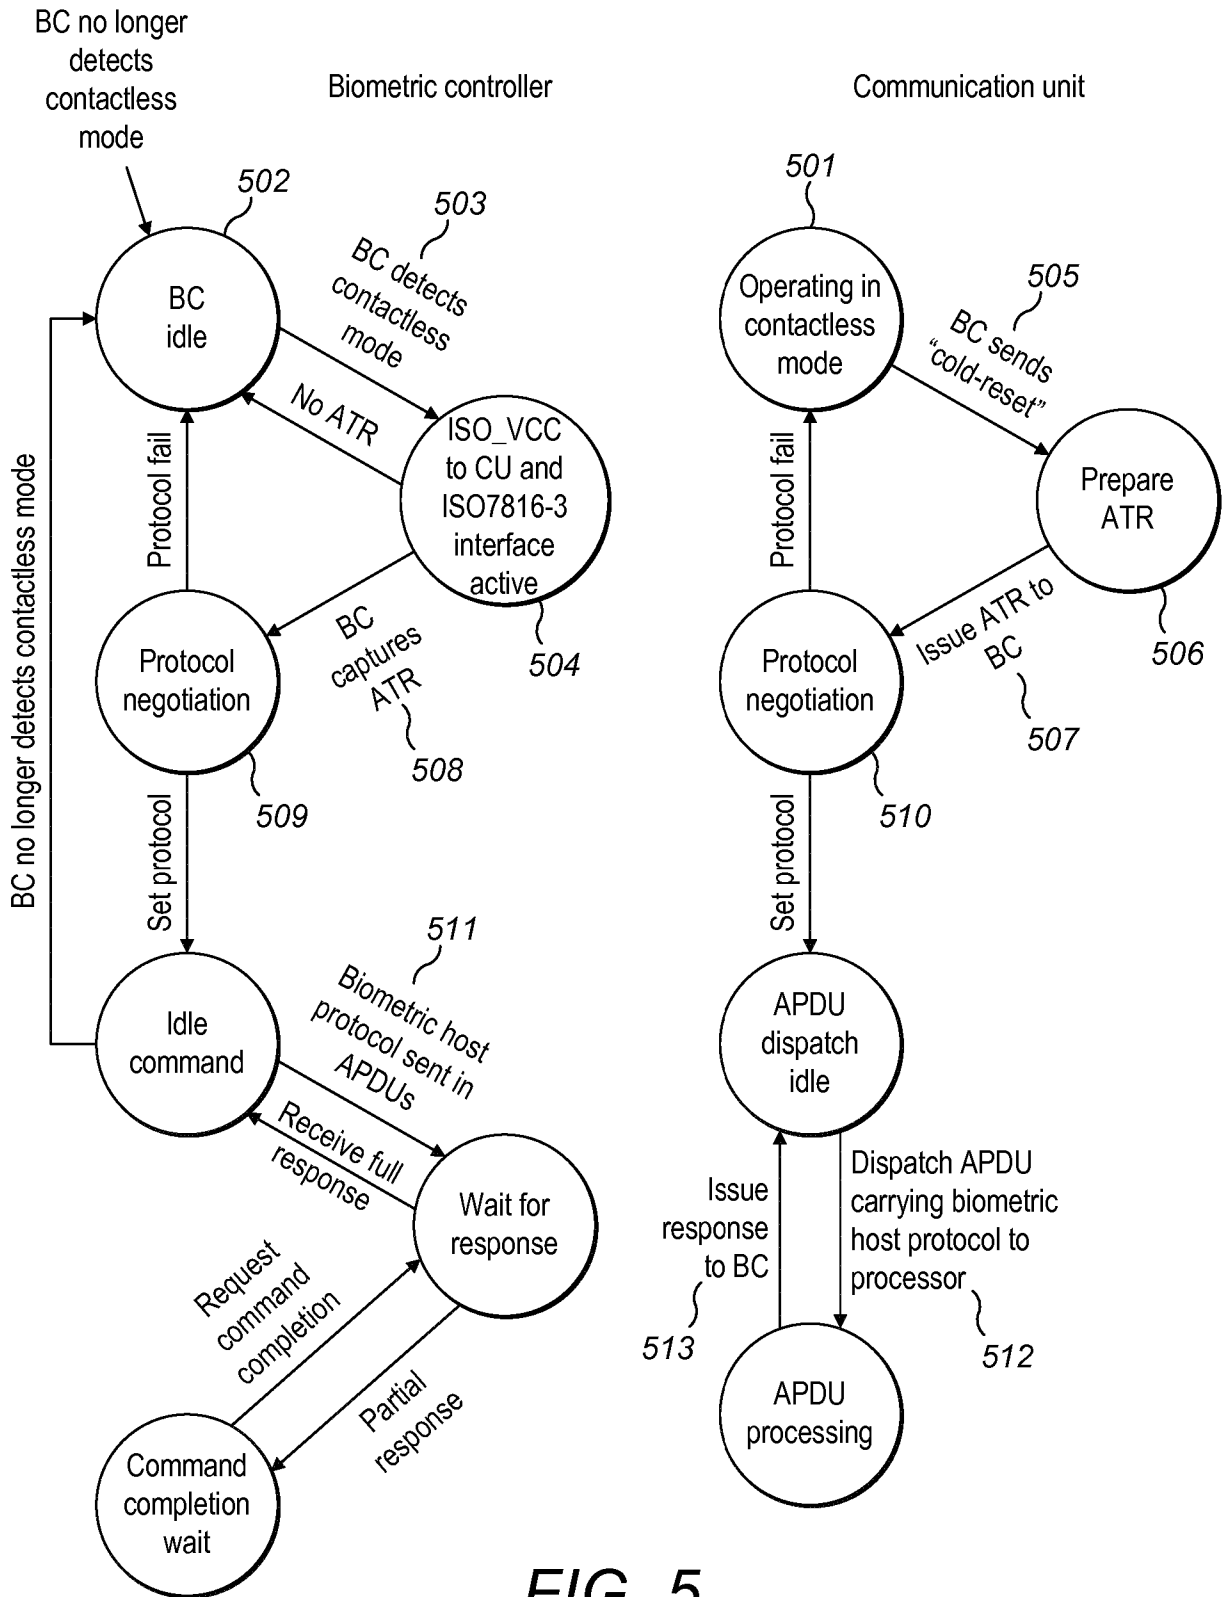 BC no longer
detects
contactless
mode
Biometric controller
Communication unit
502
503
BC detects
contactless
mode
BC
idle
No ATR
ISO_VCC
to CU and
ISO7816-3
interface
active
504
Protocol fail
BC
captures
ATR
508
Protocol
negotiation
509
BC no longer detects contactless mode
Set protocol
Idle
command
511
Biometric host
protocol sent in
APDUs
Receive full
response
Wait for
response
Request
command
completion
Partial
response
Command
completion
wait
501
Operating in
contactless
mode
505
BC sends
“cold-reset”
Prepare
ATR
506
Protocol fail
Issue ATR to
BC
507
Protocol
negotiation
510
Set protocol
APDU
dispatch
idle
Issue
response
to BC
513
Dispatch APDU
carrying biometric
host protocol to
processor
512
APDU
processing
FIG. 5